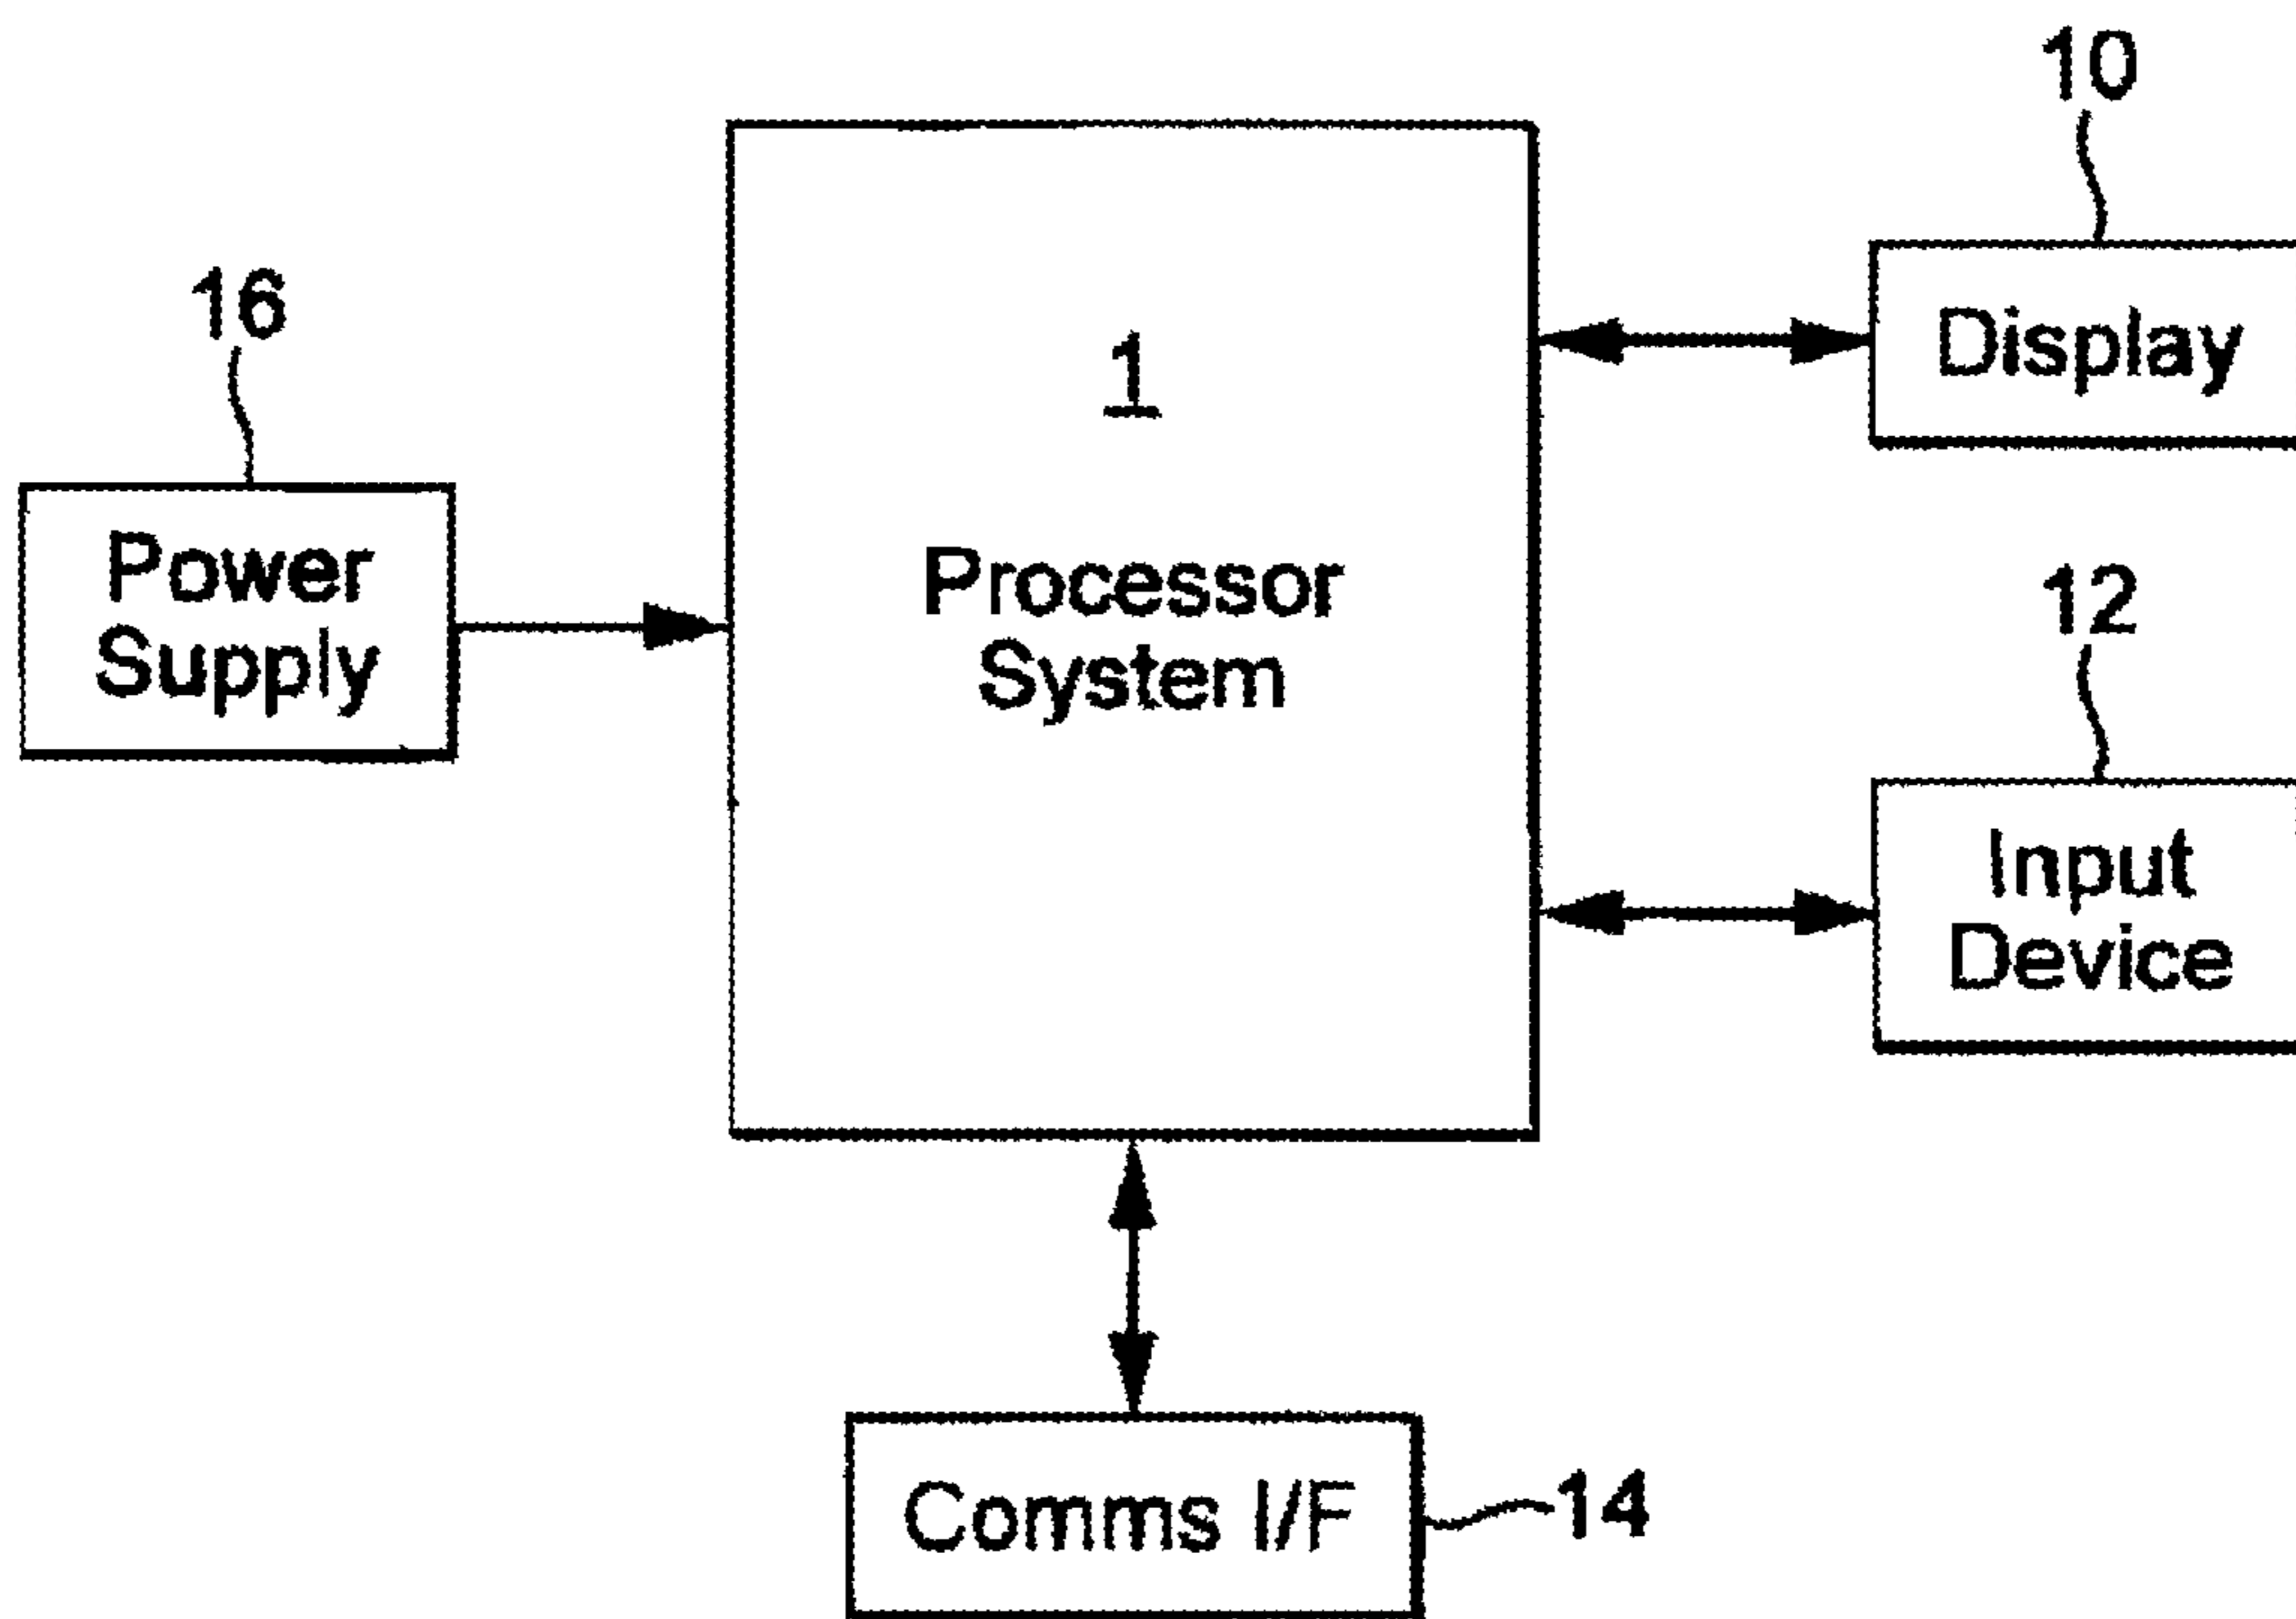 10
Display
16
Power
Supply
1
Processor
System
12
Input
Device
Comms I/F
14